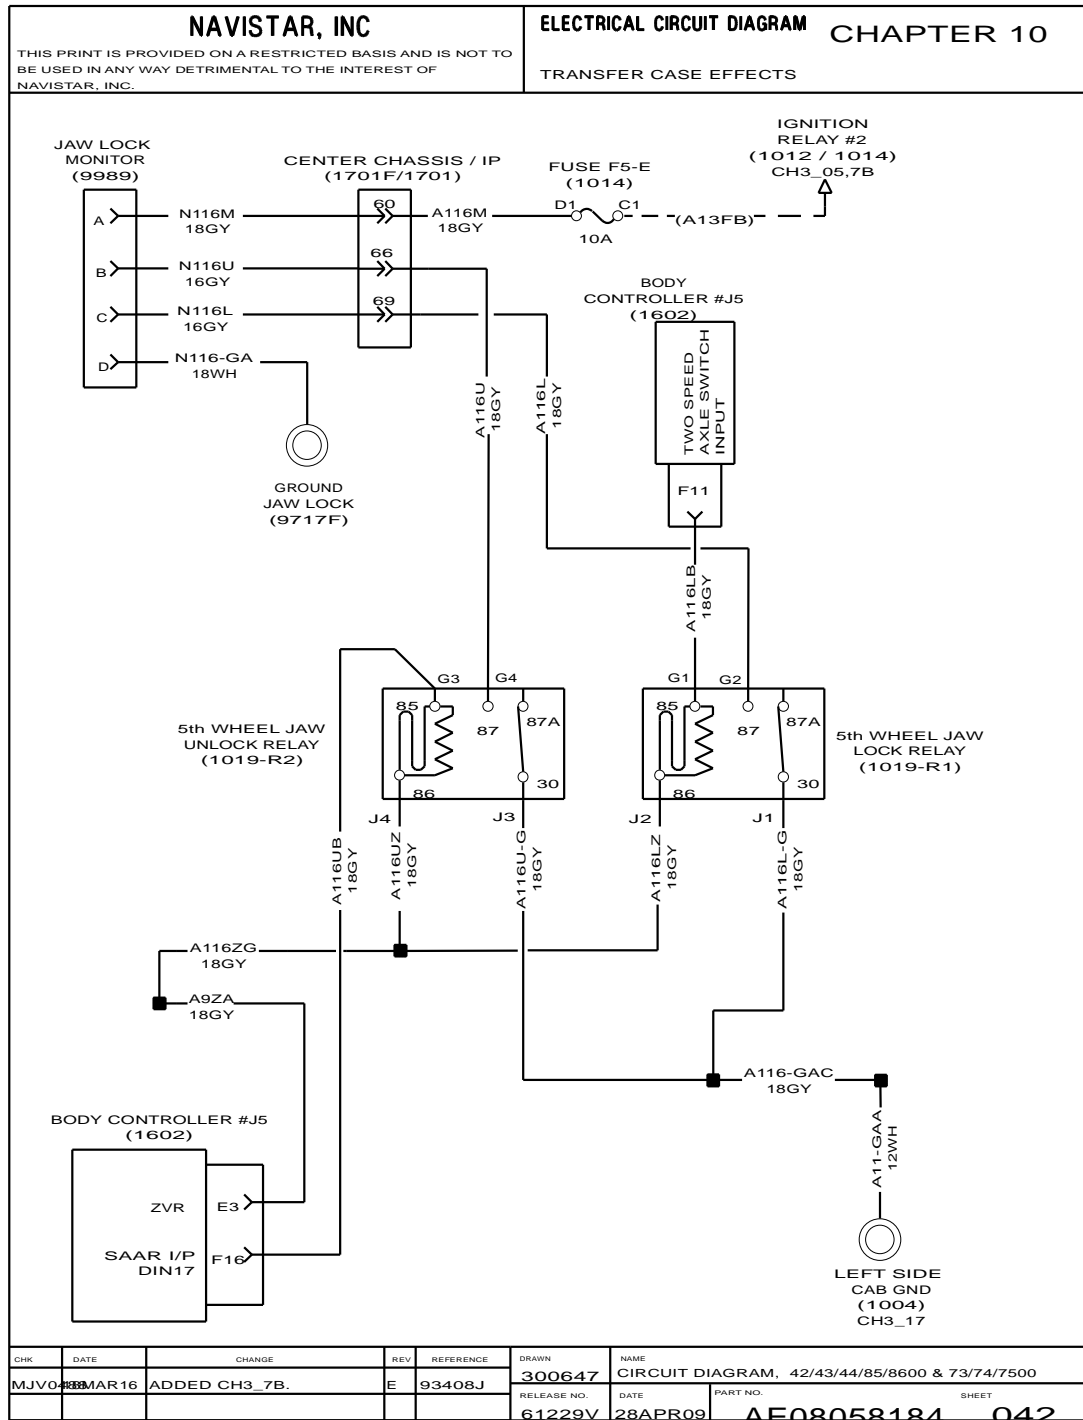 NAVISTAR, INC
THIS PRINT IS PROVIDED ON A RESTRICTED BASIS AND IS NOT TO
BE USED IN ANY WAY DETRIMENTAL TO THE INTEREST OF
NAVISTAR, INC.
ELECTRICAL CIRCUIT DIAGRAM
CHAPTER 10
TRANSFER CASE EFFECTS
JAW LOCK
MONITOR
(9989)
CENTER CHASSIS / IP
(1701F/1701)
FUSE F5-E
(1014)
IGNITION
RELAY #2
(1012 / 1014)
CH3_05,7B
A
N116M
18GY
60
A116M
18GY
D1
C1
10A
(A13FB)
B
N116U
16GY
66
C
N116L
16GY
69
D
N116-GA
18WH
GROUND
JAW LOCK
(9717F)
BODY
CONTROLLER #J5
(1602)
TWO SPEED
AXLE SWITCH
INPUT
F11
A116U
18GY
A116L
18GY
A116LB
18GY
G3
G4
G1
G2
85
87
87A
30
86
85
87
87A
30
86
5th WHEEL JAW
UNLOCK RELAY
(1019-R2)
5th WHEEL JAW
LOCK RELAY
(1019-R1)
J4
J3
J2
J1
A116UB
18GY
A116UZ
18GY
A116U-G
18GY
A116LZ
18GY
A116L-G
18GY
A116ZG
18GY
A9ZA
18GY
A116-GAC
18GY
A11-GAA
12WH
BODY CONTROLLER #J5
(1602)
ZVR
E3
SAAR I/P
DIN17
F16
LEFT SIDE
CAB GND
(1004)
CH3_17
CHK
DATE
CHANGE
REV
REFERENCE
DRAWN
NAME
MAR16
ADDED CH3_7B.
E
93408J
300647
CIRCUIT DIAGRAM, 42/43/44/85/8600 & 73/74/7500
RELEASE NO.
DATE
PART NO.
SHEET
61229V
28APR09
AE08058184
042